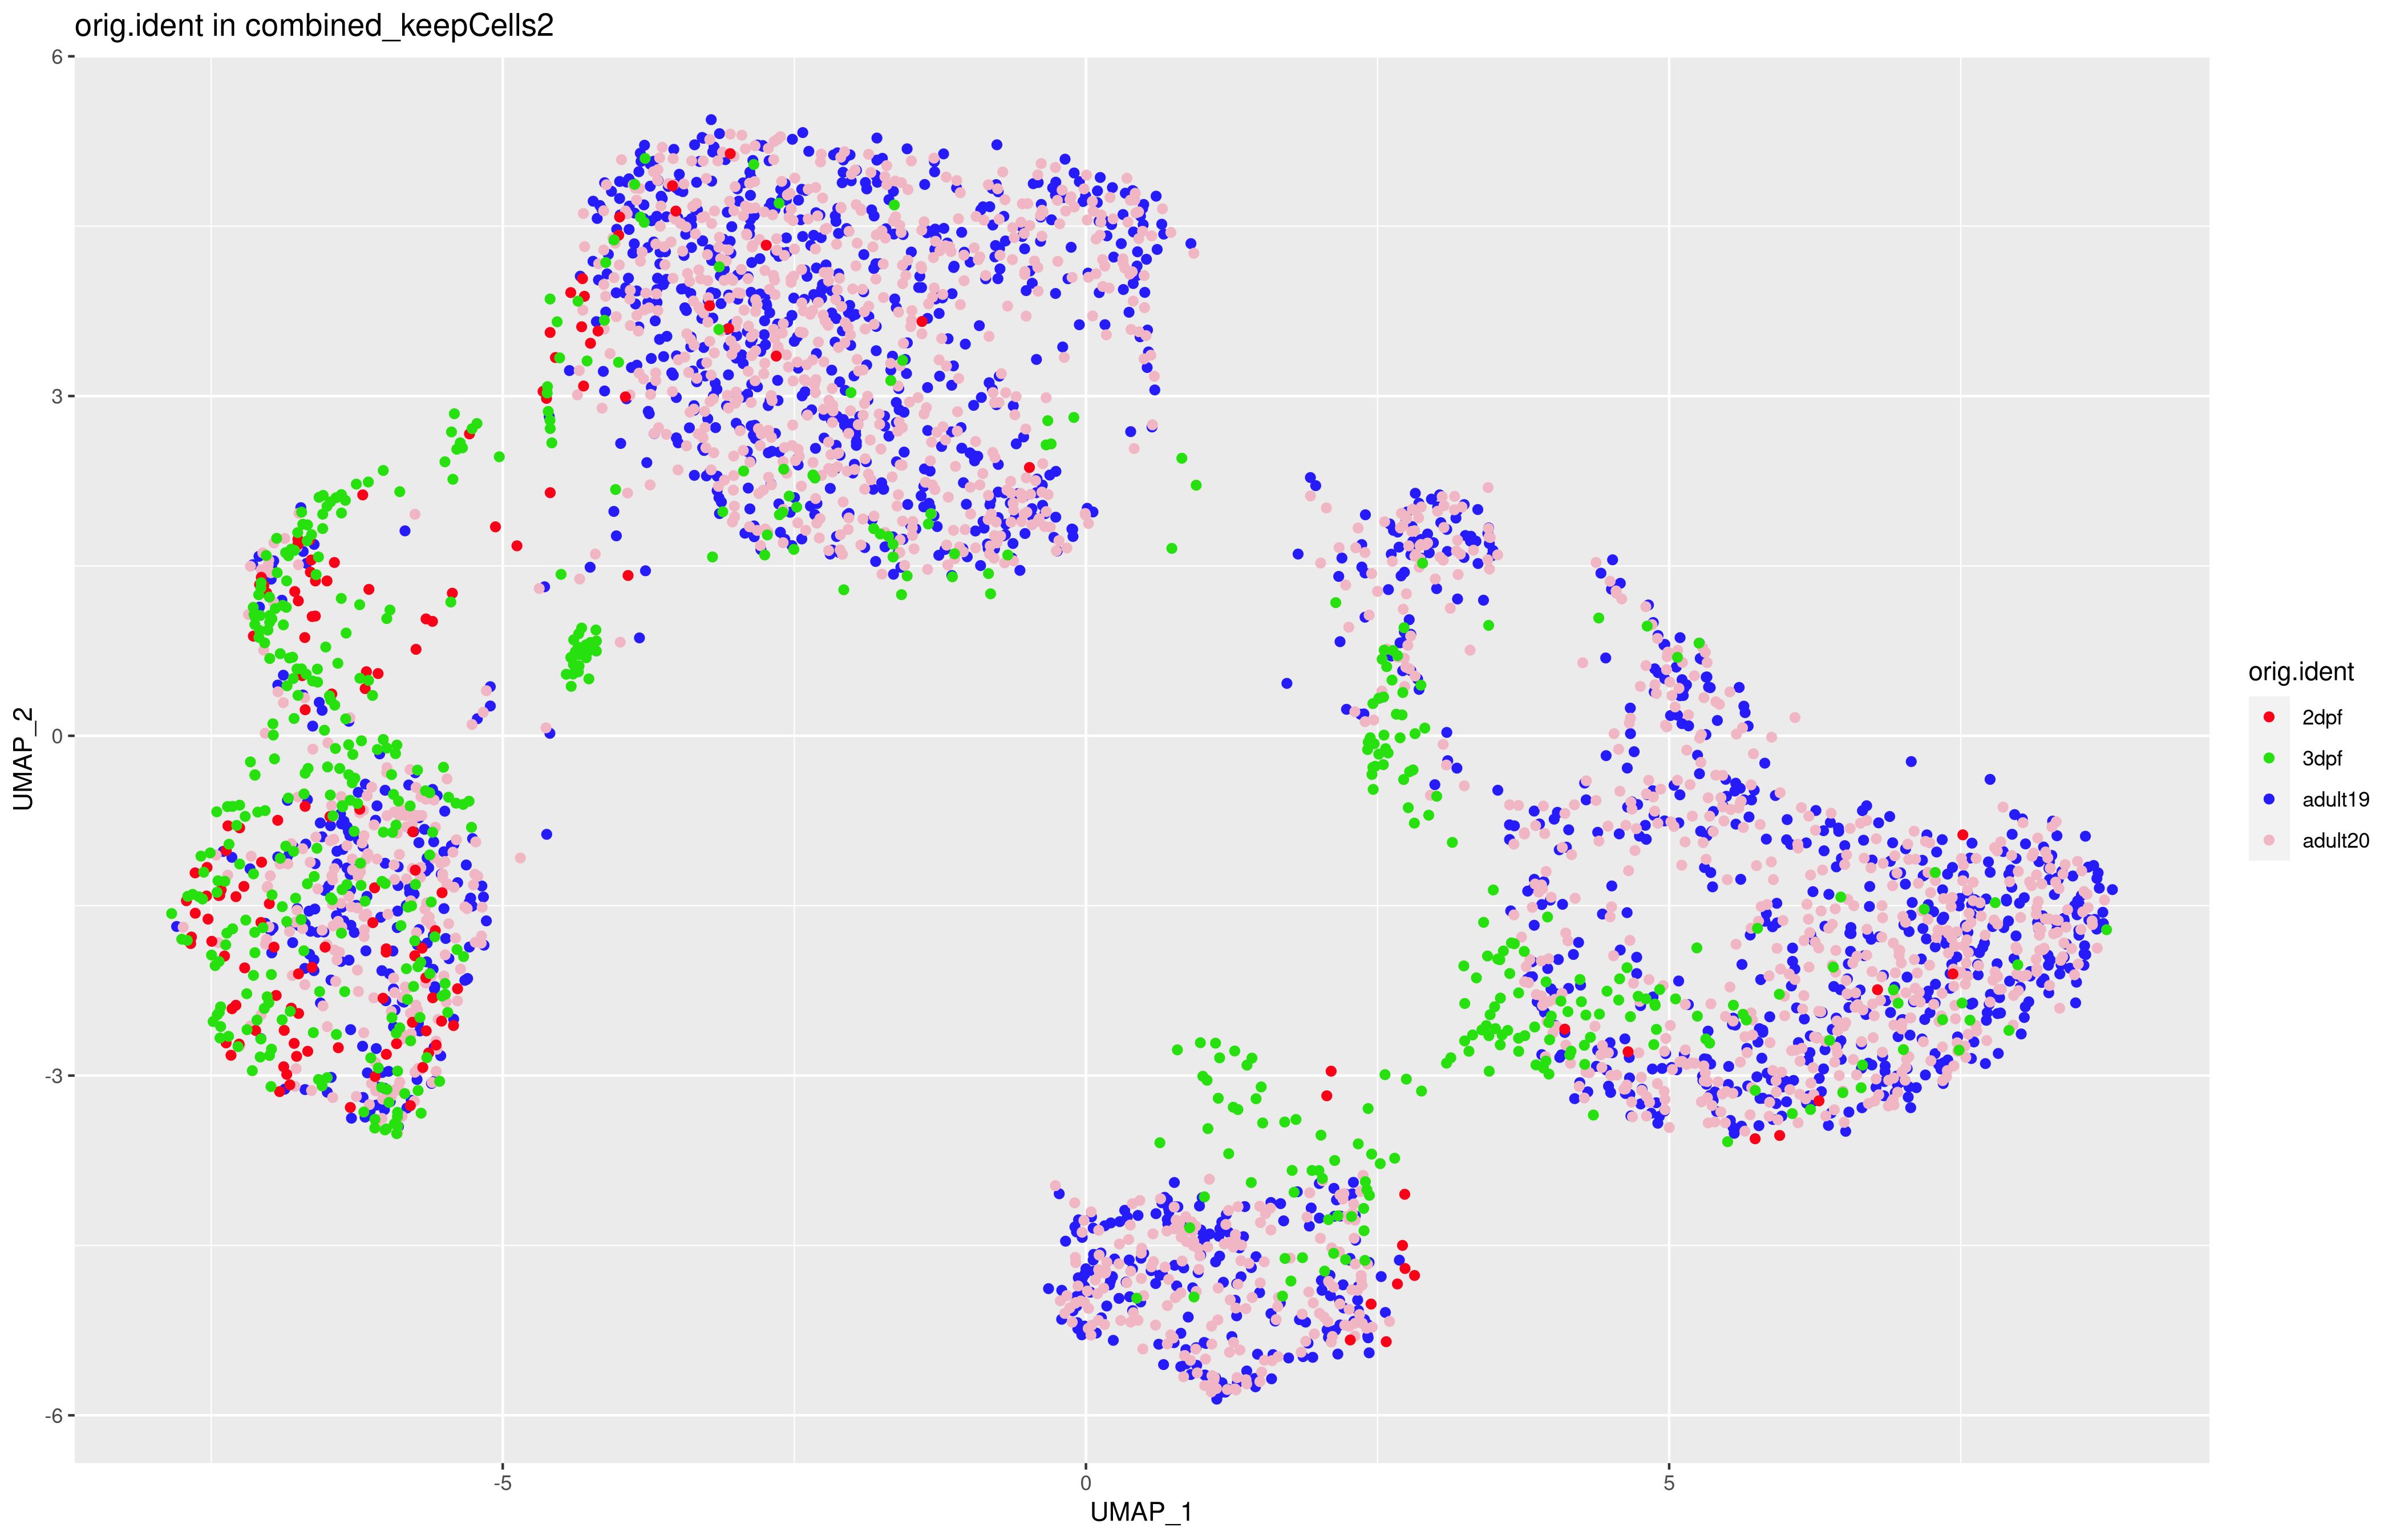 orig.ident in combined_keepCells2
6
3
0
-3
-6
UMAP_2
-5
0
5
UMAP_1
orig.ident
2dpf
3dpf
adult19
adult20